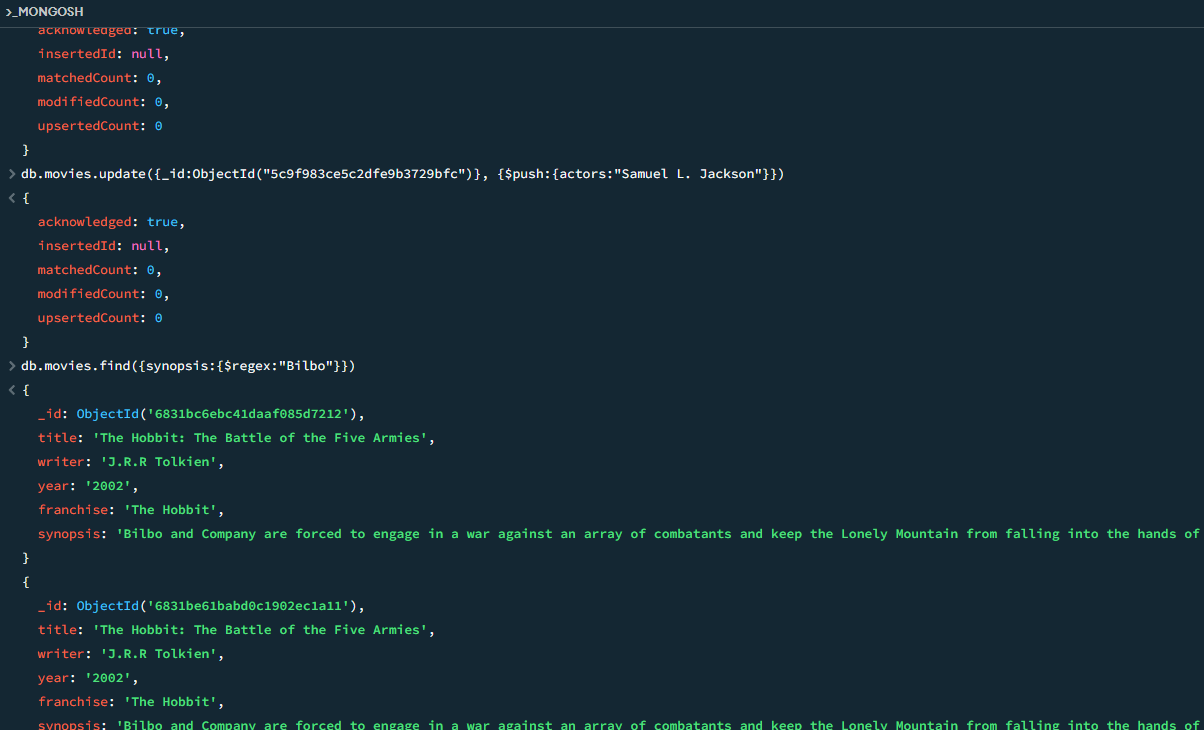 >_MONGOSH
acknowledged: true,
insertedId: null,
matchedCount: 0,
modifiedCount: 0,
upsertedCount: 0
}
> db.movies.update({_id:ObjectId("5c9f983ce5c2dfe9b3729bfc")}, {$push:{actors:"Samuel L. Jackson"}})
< {
acknowledged: true,
insertedId: null,
matchedCount: 0,
modifiedCount: 0,
upsertedCount: 0
}
> db.movies.find({synopsis:{$regex:"Bilbo"}})
< {
_id: ObjectId('6831bc6ebc41daaf085d7212'),
title: 'The Hobbit: The Battle of the Five Armies',
writer: 'J.R.R Tolkien',
year: '2002',
franchise: 'The Hobbit',
synopsis: 'Bilbo and Company are forced to engage in a war against an array of combatants and keep the Lonely Mountain from falling into the hands of
}
{
_id: ObjectId('6831be61babd0c1902ec1a11'),
title: 'The Hobbit: The Battle of the Five Armies',
writer: 'J.R.R Tolkien',
year: '2002',
franchise: 'The Hobbit',
synopsis: 'Bilbo and Company are forced to engage in a war against an array of combatants and keep the Lonely Mountain from falling into the hands of